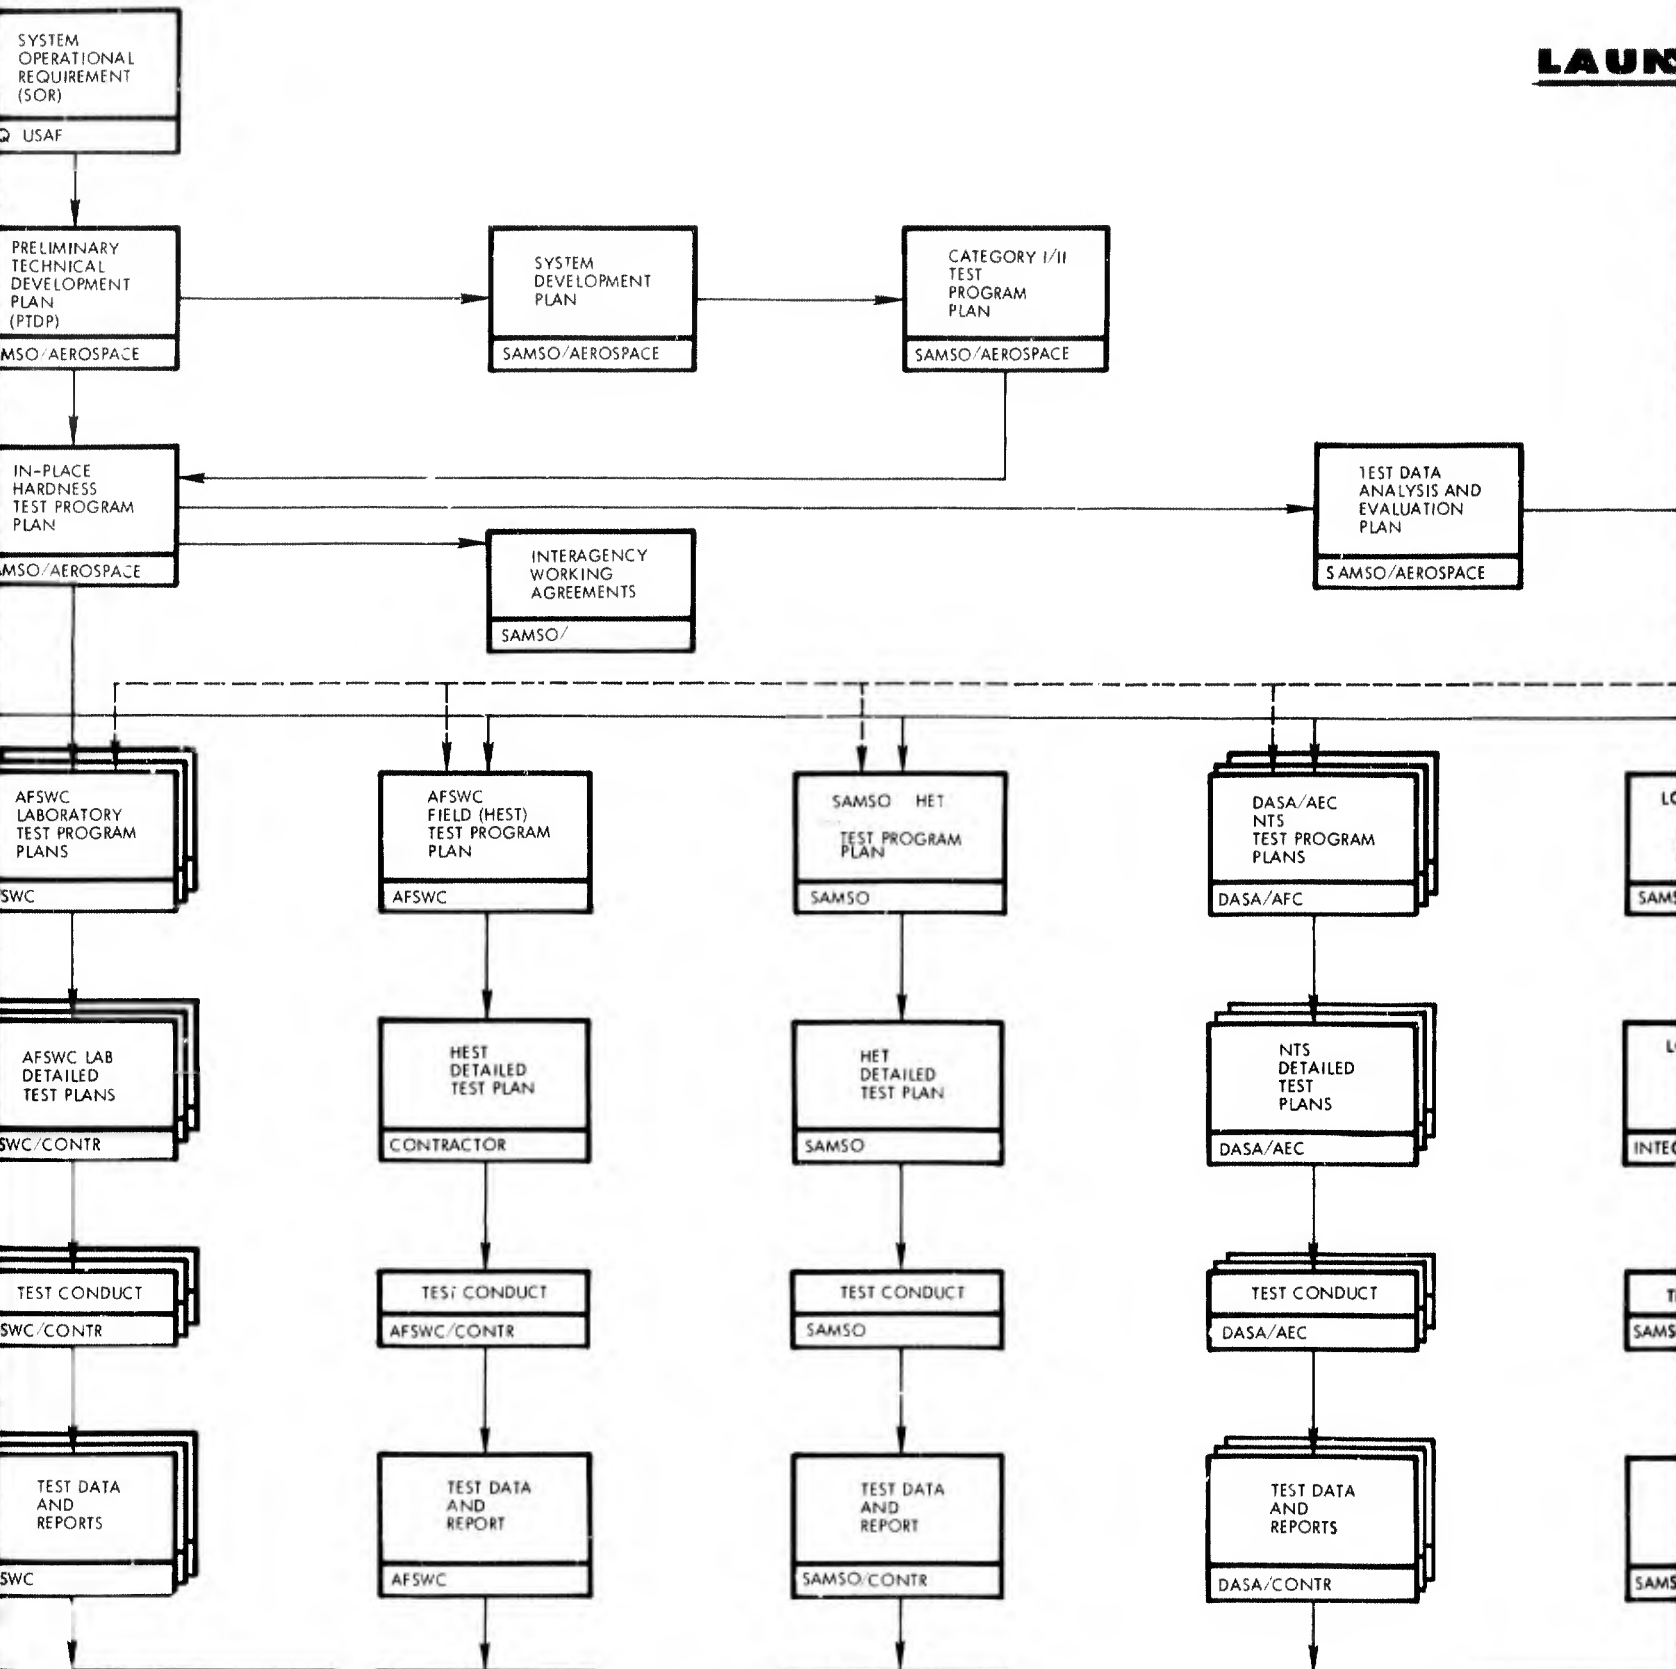 SYSTEM
OPERATIONAL
REQUIREMENT
(SOR)
USAF
PRELIMINARY
TECHNICAL
DEVELOPMENT
PLAN
(PTDP)
MSO/AEROSPACE
SYSTEM
DEVELOPMENT
PLAN
SAMSO/AEROSPACE
CATEGORY I/II
TEST
PROGRAM
PLAN
SAMSO/AEROSPACE
IN-PLACE
HARDNESS
TEST PROGRAM
PLAN
MSO/AEROSPACE
INTERAGENCY
WORKING
AGREEMENTS
SAMSO/
TEST DATA
ANALYSIS AND
EVALUATION
PLAN
SAMSO/AEROSPACE
AFSWC
LABORATORY
TEST PROGRAM
PLANS
SWC
AFSWC
FIELD (HEST)
TEST PROGRAM
PLAN
AFSWC
SAMSO HET
TEST PROGRAM
PLAN
SAMSO
DASA/AEC
NTS
TEST PROGRAM
PLANS
DASA/AFC
SAMS
AFSWC LAB
DETAILED
TEST PLANS
SWC/CONTR
HEST
DETAILED
TEST PLAN
CONTRACTOR
HET
DETAILED
TEST PLAN
SAMSO
NTS
DETAILED
TEST
PLANS
DASA/AEC
INTEG
TEST CONDUCT
SWC/CONTR
TEST CONDUCT
AFSWC/CONTR
TEST CONDUCT
SAMSO
TEST CONDUCT
DASA/AEC
SAMS
TEST DATA
AND
REPORTS
SWC
TEST DATA
AND
REPORT
AFSWC
TEST DATA
AND
REPORT
SAMSO/CONTR
TEST DATA
AND
REPORTS
DASA/CONTR
SAMS